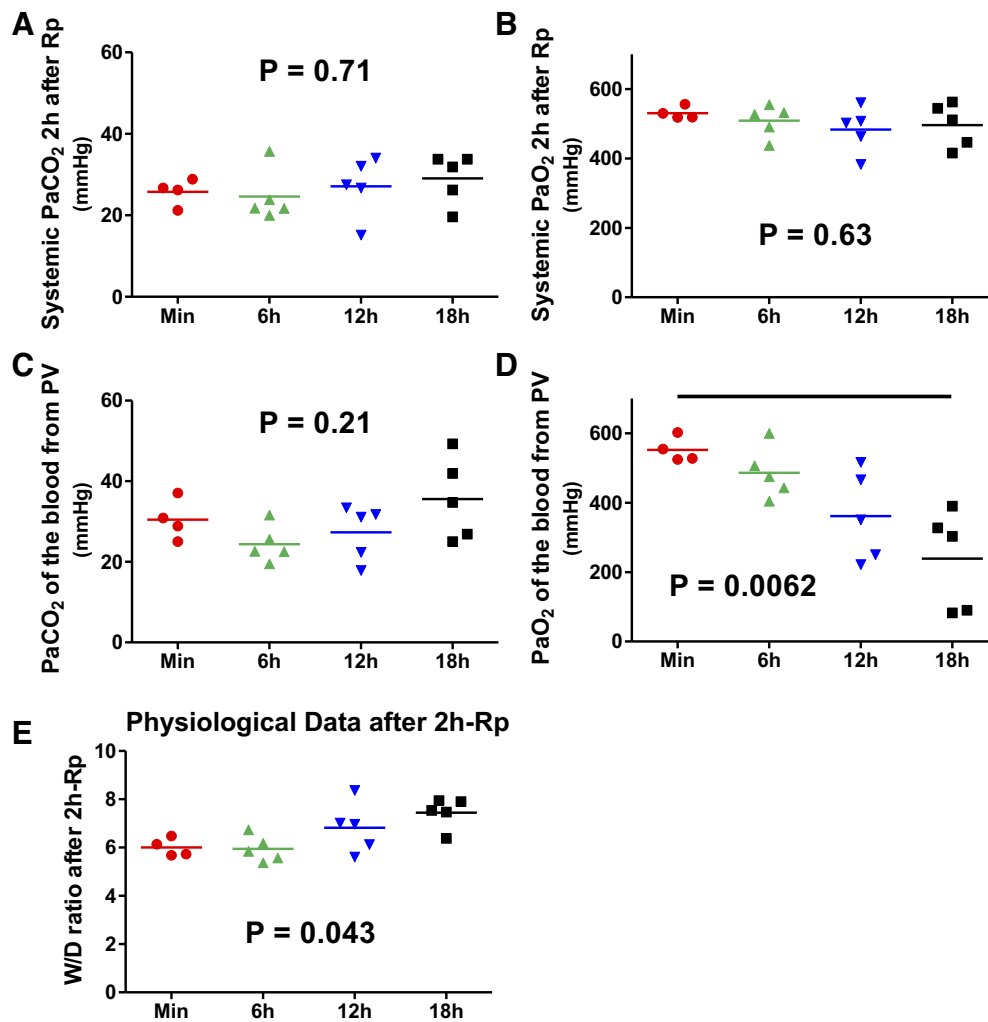 A
Systemic PaCO₂ 2h after Rp
(mmHg)
60
40
20
0
P = 0.71
Min 6h 12h 18h
B
Systemic PaO₂ 2h after Rp
(mmHg)
600
400
200
0
P = 0.63
Min 6h 12h 18h
C
PaCO₂ of the blood from PV
(mmHg)
60
40
20
0
P = 0.21
Min 6h 12h 18h
D
PaO₂ of the blood from PV
(mmHg)
600
400
200
0
P = 0.0062
Min 6h 12h 18h
E
Physiological Data after 2h-Rp
W/D ratio after 2h-Rp
10
8
6
4
2
0
P = 0.043
Min 6h 12h 18h